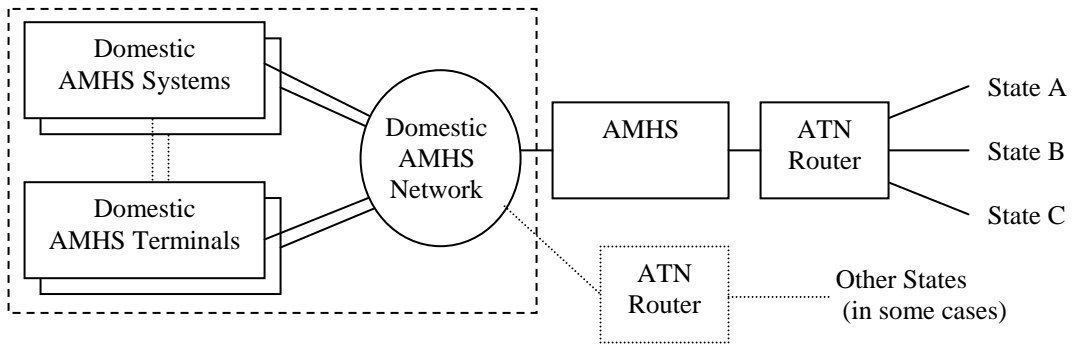 Domestic
AMHS Systems
Domestic
AMHS Terminals
Domestic
AMHS
Network
AMHS
ATN
Router
State A
State B
State C
ATN
Router
Other States
(in some cases)